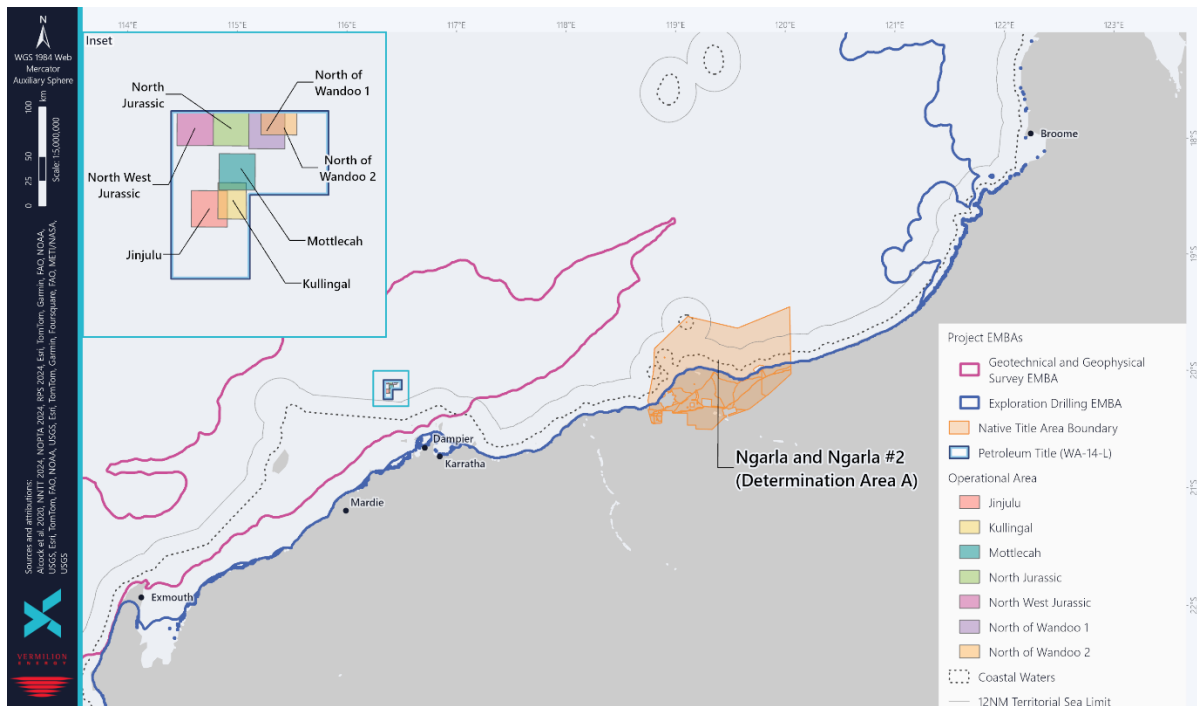 N
WGS 1984 Web
Mercator
Auxiliary Sphere
0 25 50 100
km
Scale: 1:5,000,000
Sources and attributions:
Alcock et al. 2020, NNTT 2024, NOPTA 2024, RPS 2024, Esri, TomTom, Garmin, FAO, NOAA,
USGS, Esri, TomTom, FAO, NOAA, USGS, Esri, TomTom, Garmin, Foursquare, FAO, METI/NASA,
USGS
VERMILION
ENERGY
114°E 115°E 116°E 117°E 118°E 119°E 120°E 121°E 122°E 123°E
18°S
19°S
20°S
21°S
22°S
Inset
North
Jurassic
North of
Wandoo 1
North West
Jurassic
North of
Wandoo 2
Jinjulu
Mottlecah
Kullingal
Broome
Dampier
Karratha
Mardie
Exmouth
Ngarla and Ngarla #2
(Determination Area A)
Project EMBAs
Geotechnical and Geophysical
Survey EMBA
Exploration Drilling EMBA
Native Title Area Boundary
Petroleum Title (WA-14-L)
Operational Area
Jinjulu
Kullingal
Mottlecah
North Jurassic
North West Jurassic
North of Wandoo 1
North of Wandoo 2
Coastal Waters
12NM Territorial Sea Limit